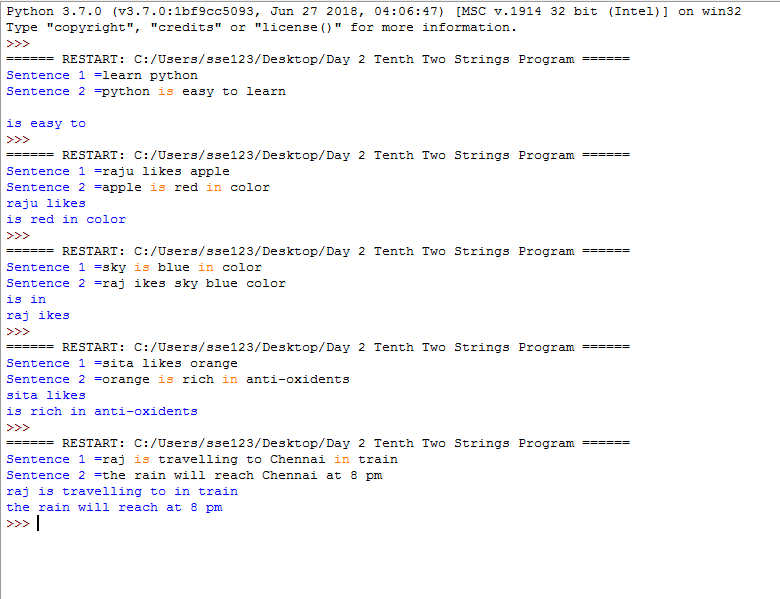 Python 3.7.0 (v3.7.0:1bf9cc5093, Jun 27 2018, 04:06:47) [MSC v.1914 32 bit (Intel)] on win32
Type "copyright", "credits" or "license()" for more information.
>>>
====== RESTART: C:/Users/sse123/Desktop/Day 2 Tenth Two Strings Program ======
Sentence 1 =learn python
Sentence 2 =python is easy to learn

is easy to
>>>
====== RESTART: C:/Users/sse123/Desktop/Day 2 Tenth Two Strings Program ======
Sentence 1 =raju likes apple
Sentence 2 =apple is red in color
raju likes
is red in color
>>>
====== RESTART: C:/Users/sse123/Desktop/Day 2 Tenth Two Strings Program ======
Sentence 1 =sky is blue in color
Sentence 2 =raj ikes sky blue color
is in
raj ikes
>>>
====== RESTART: C:/Users/sse123/Desktop/Day 2 Tenth Two Strings Program ======
Sentence 1 =sita likes orange
Sentence 2 =orange is rich in anti-oxidents
sita likes
is rich in anti-oxidents
>>>
====== RESTART: C:/Users/sse123/Desktop/Day 2 Tenth Two Strings Program ======
Sentence 1 =raj is travelling to Chennai in train
Sentence 2 =the rain will reach Chennai at 8 pm
raj is travelling to in train
the rain will reach at 8 pm
>>>